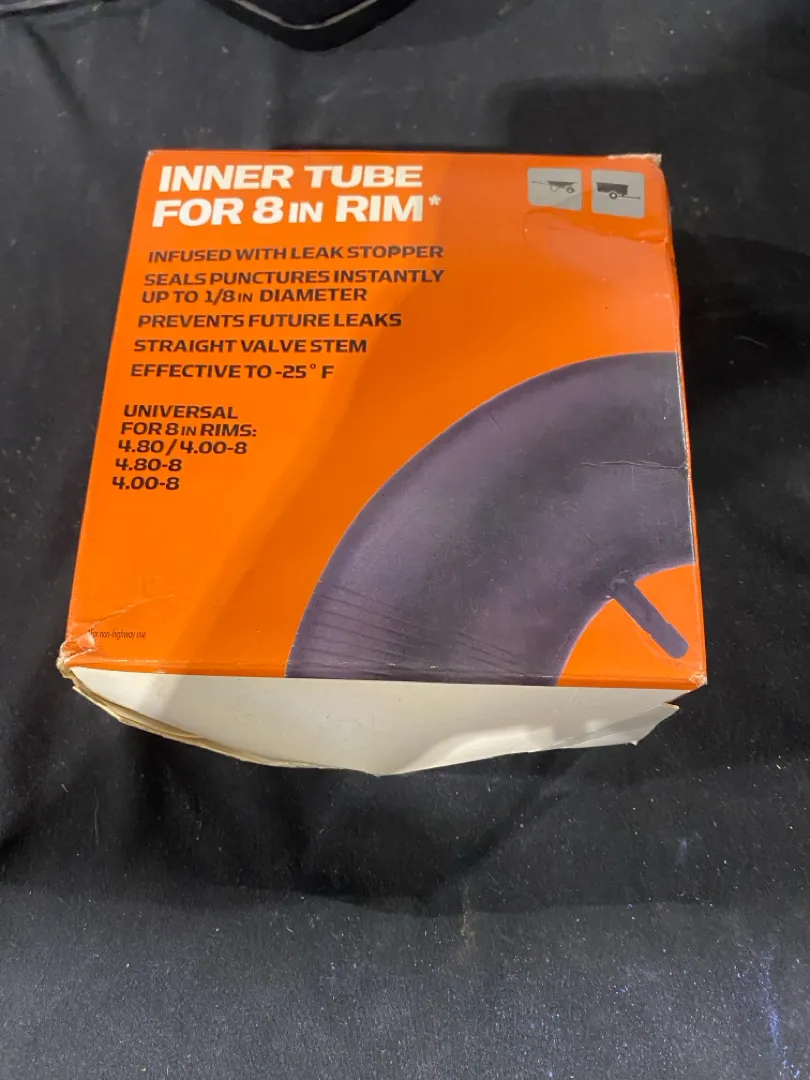 INNER TUBE
FOR 8 IN RIM*
INFUSED WITH LEAK STOPPER
SEALS PUNCTURES INSTANTLY
UP TO 1/8 IN DIAMETER
PREVENTS FUTURE LEAKS
STRAIGHT VALVE STEM
EFFECTIVE TO -25° F
UNIVERSAL
FOR 8 IN RIMS:
4.80/4.00-8
4.80-8
4.00-8
*for non-highway use